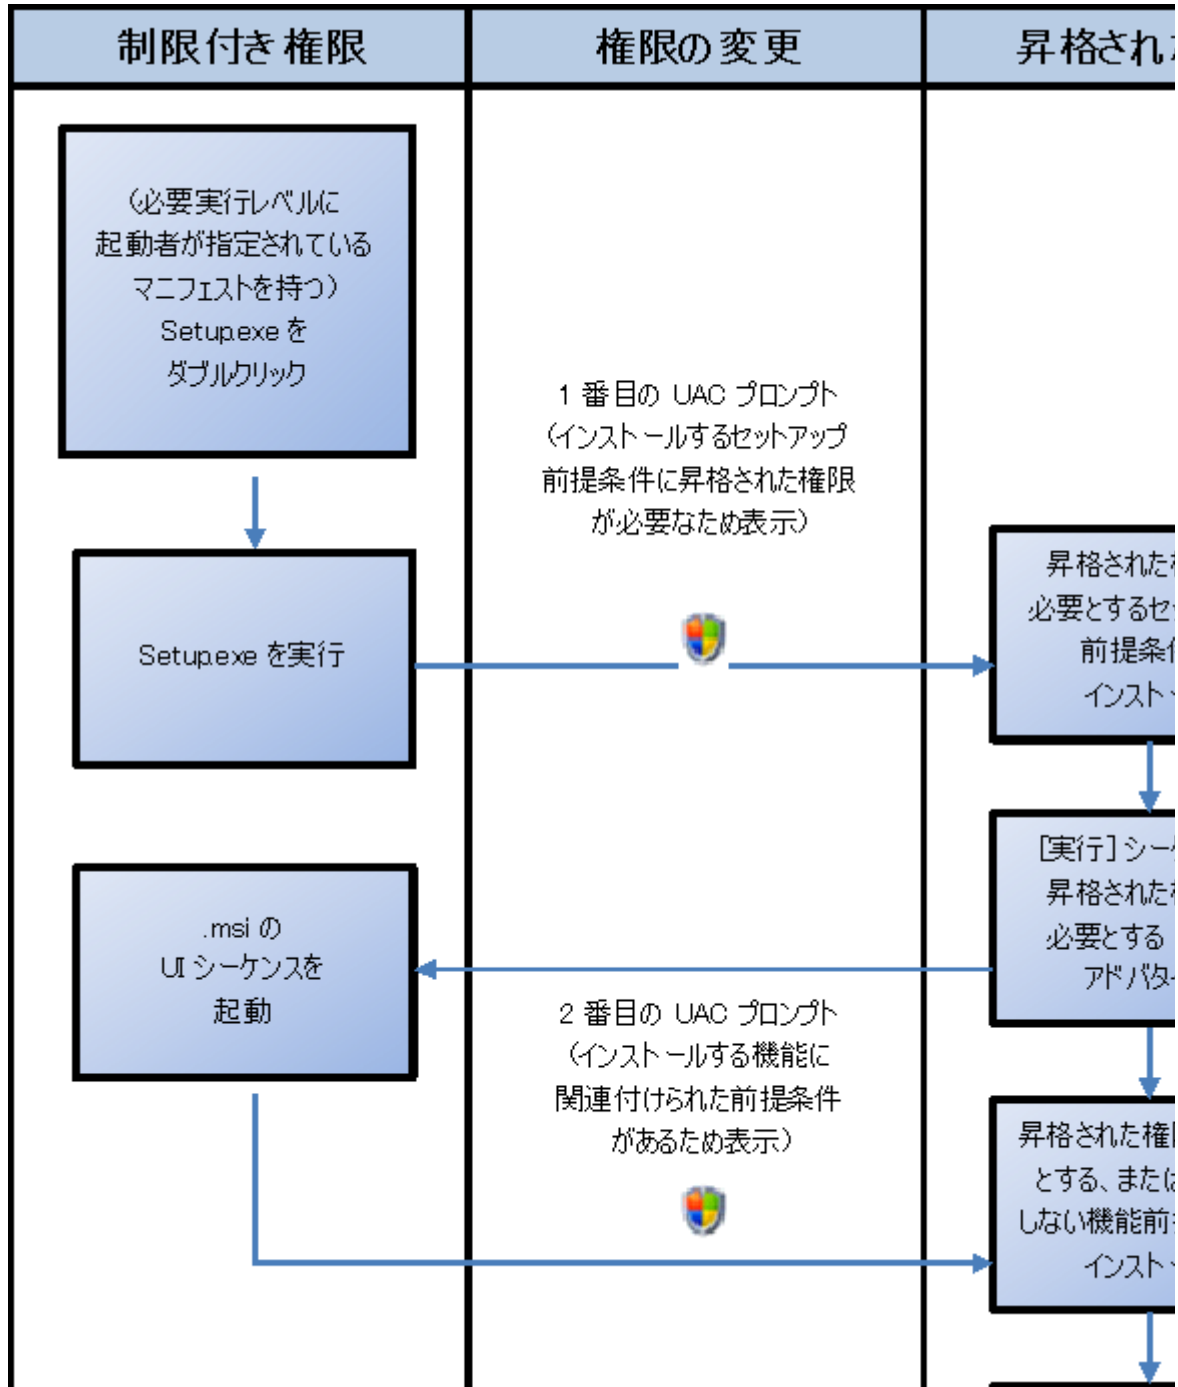 制限付き権限
権限の変更
昇格され
（必要実行レベルに
起動者が指定されている
マニフェストを持つ）
Setup.exe を
ダブルクリック
1 番目の UAC プロンプト
（インストールするセットアップ
前提条件に昇格された権限
が必要なため表示）
Setup.exe を実行
昇格された
必要とするセ
前提条
インスト
.msi の
UI シーケンスを
起動
［実行］シー
昇格された
必要とする
アドバタ
2 番目の UAC プロンプト
（インストールする機能に
関連付けられた前提条件
があるため表示）
昇格された権
とする、または
しない機能前
インスト